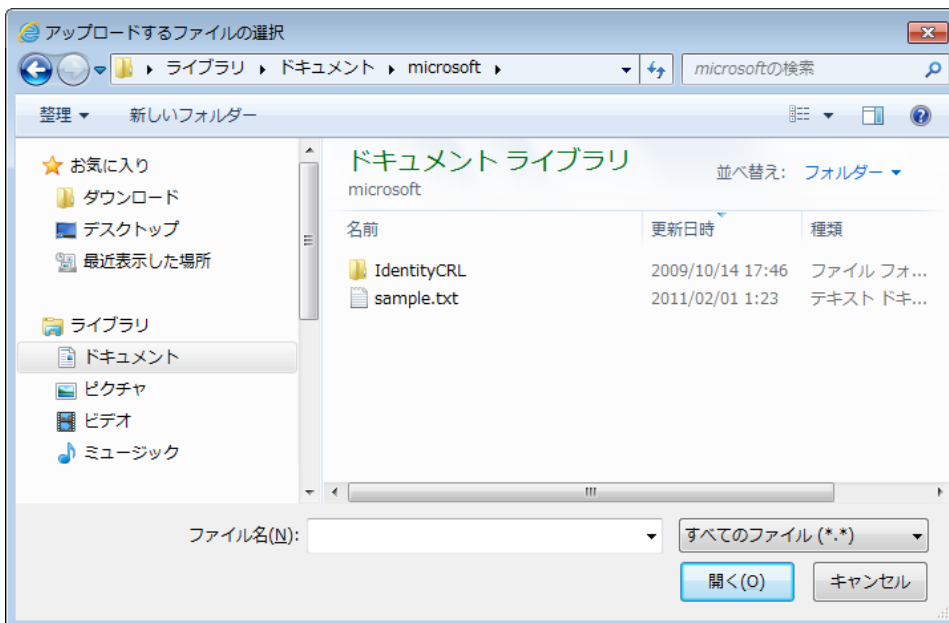 アップロードするファイルの選択
ライブラリ ドキュメント microsoft
microsoftの検索
整理 新しいフォルダー
お気に入り
ダウンロード
デスクトップ
最近表示した場所
ライブラリ
ドキュメント
ピクチャ
ビデオ
ミュージック
ドキュメント ライブラリ
microsoft
並べ替え: フォルダー
名前 更新日時 種類
IdentityCRL 2009/10/14 17:46 ファイル フォ...
sample.txt 2011/02/01 1:23 テキスト ドキ...
ファイル名(N):
すべてのファイル (*.*)
開く(O) キャンセル